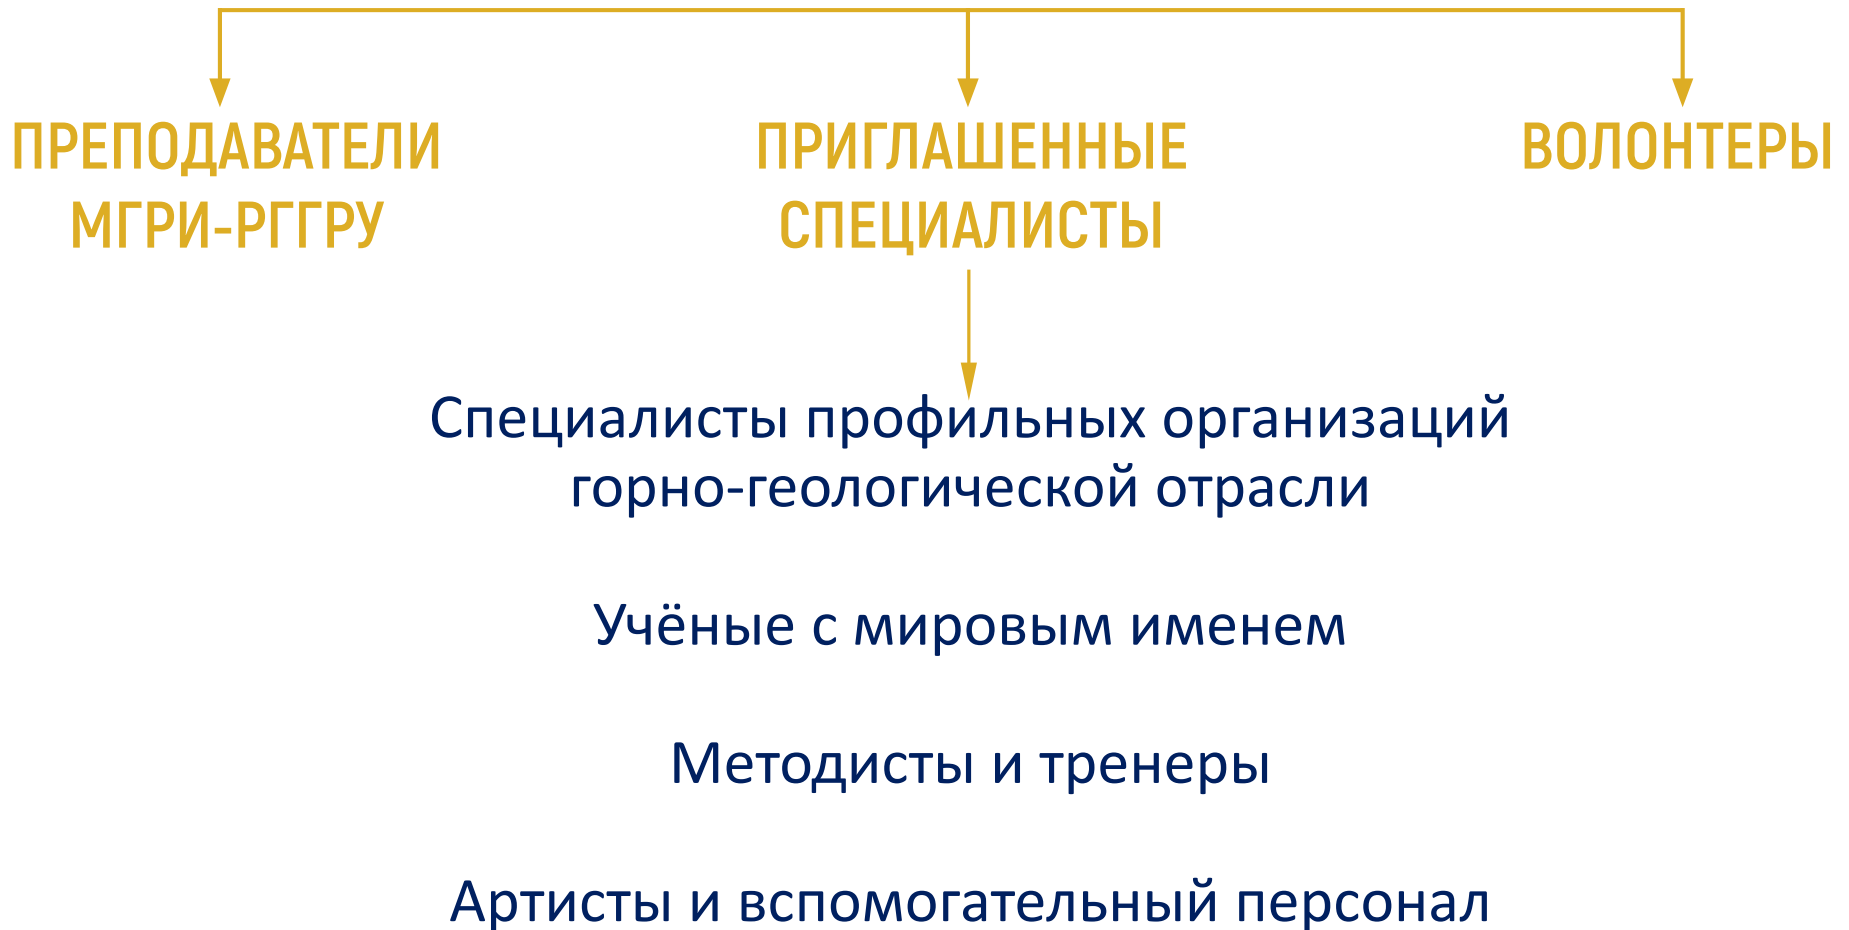 ПРЕПОДАВАТЕЛИ
МГРИ-РГГРУ
ПРИГЛАШЕННЫЕ
СПЕЦИАЛИСТЫ
ВОЛОНТЕРЫ
Специалисты профильных организаций
горно-геологической отрасли
Учёные с мировым именем
Методисты и тренеры
Артисты и вспомогательный персонал